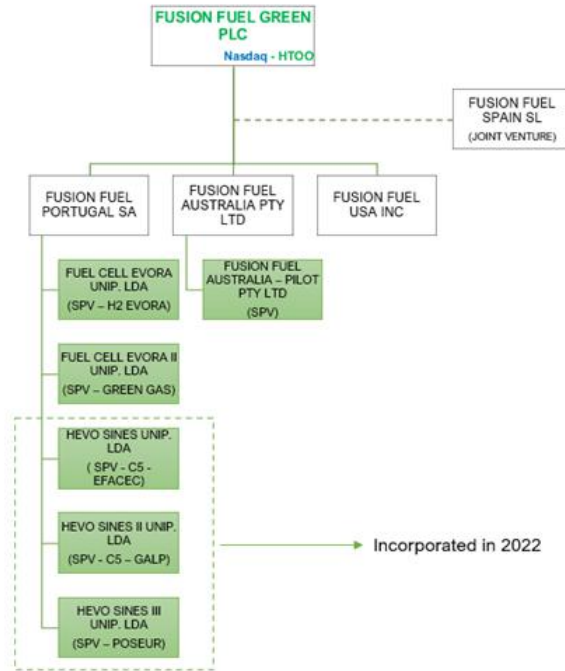 FUSION FUEL GREEN
PLC
Nasdaq - HTOO
FUSION FUEL
SPAIN SL
(JOINT VENTURE)
FUSION FUEL
PORTUGAL SA
FUSION FUEL
AUSTRALIA PTY
LTD
FUSION FUEL
USA INC
FUEL CELL EVORA
UNIP. LDA
(SPV – H2 EVORA)
FUSION FUEL
AUSTRALIA – PILOT
PTY LTD
(SPV)
FUEL CELL EVORA II
UNIP. LDA
(SPV – GREEN GAS)
HEVO SINES UNIP.
LDA
( SPV - C5 -
EFACEC)
HEVO SINES II UNIP.
LDA
(SPV - C5 – GALP)
Incorporated in 2022
HEVO SINES III
UNIP. LDA
(SPV – POSEUR)